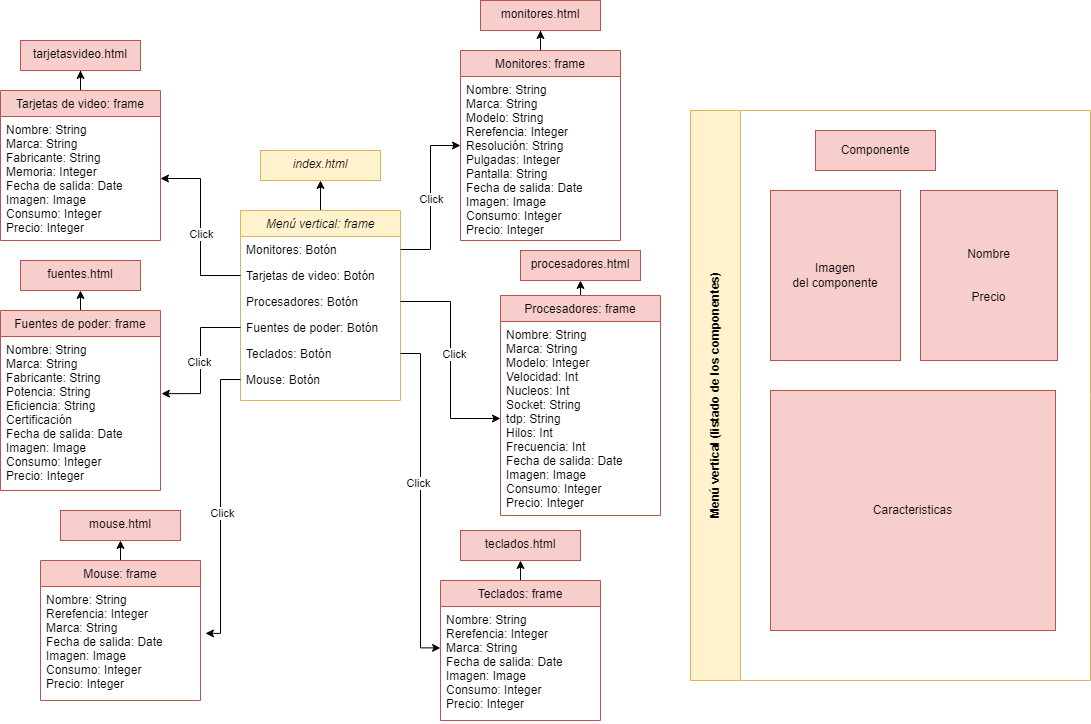 monitores.html
Monitores: frame
Nombre: String
Marca: String
Modelo: String
Rerefencia: Integer
Resolución: String
Pulgadas: Integer
Pantalla: String
Fecha de salida: Date
Imagen: Image
Consumo: Integer
Precio: Integer
tarjetasvideo.html
Tarjetas de video: frame
Nombre: String
Marca: String
Fabricante: String
Memoria: Integer
Fecha de salida: Date
Imagen: Image
Consumo: Integer
Precio: Integer
index.html
Menú vertical: frame
Monitores: Botón
Tarjetas de video: Botón
Procesadores: Botón
Fuentes de poder: Botón
Teclados: Botón
Mouse: Botón
Click
Click
Click
Click
Click
Click
fuentes.html
Fuentes de poder: frame
Nombre: String
Marca: String
Fabricante: String
Potencia: String
Eficiencia: String
Certificación
Fecha de salida: Date
Imagen: Image
Consumo: Integer
Precio: Integer
procesadores.html
Procesadores: frame
Nombre: String
Marca: String
Modelo: Integer
Velocidad: Int
Nucleos: Int
Socket: String
tdp: String
Hilos: Int
Frecuencia: Int
Fecha de salida: Date
Imagen: Image
Consumo: Integer
Precio: Integer
mouse.html
Mouse: frame
Nombre: String
Rerefencia: Integer
Marca: String
Fecha de salida: Date
Imagen: Image
Consumo: Integer
Precio: Integer
teclados.html
Teclados: frame
Nombre: String
Rerefencia: Integer
Marca: String
Fecha de salida: Date
Imagen: Image
Consumo: Integer
Precio: Integer
Menú vertical (listado de los componentes)
Componente
Imagen
del componente
Nombre
Precio
Caracteristicas